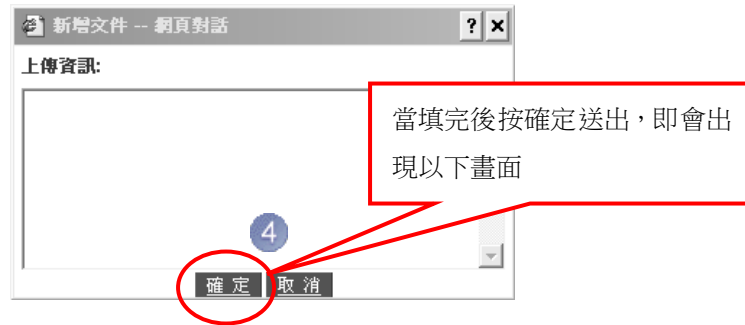 新增文件 -- 網頁對話
上傳資訊:
當填完後按確定送出，即會出
現以下畫面
4
確 定 取 消